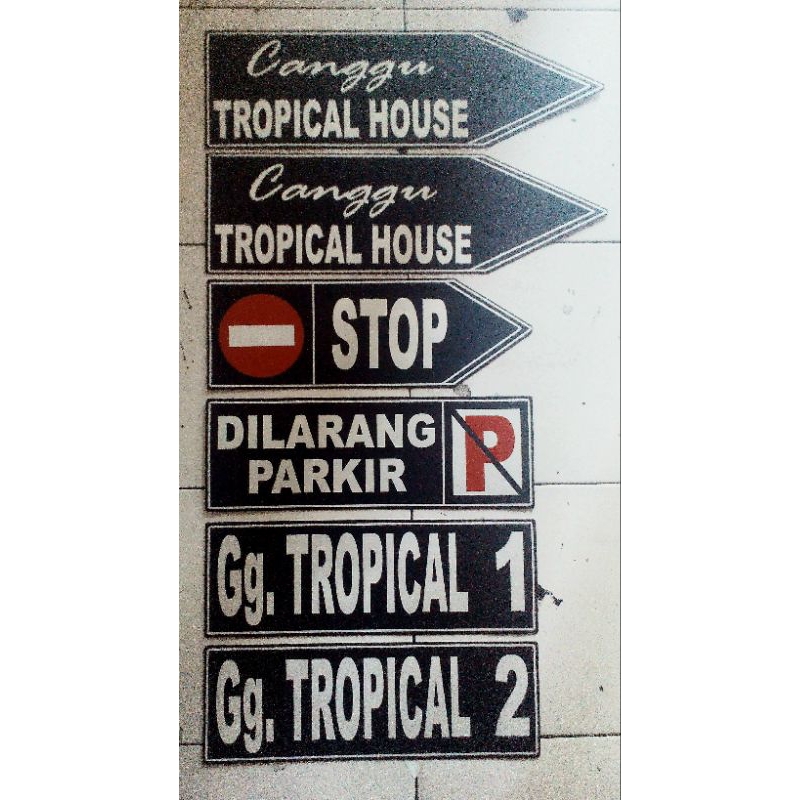 Canggu
TROPICAL HOUSE
Canggu
TROPICAL HOUSE
STOP
DILARANG
PARKIR
P
Gg. TROPICAL 1
Gg. TROPICAL 2